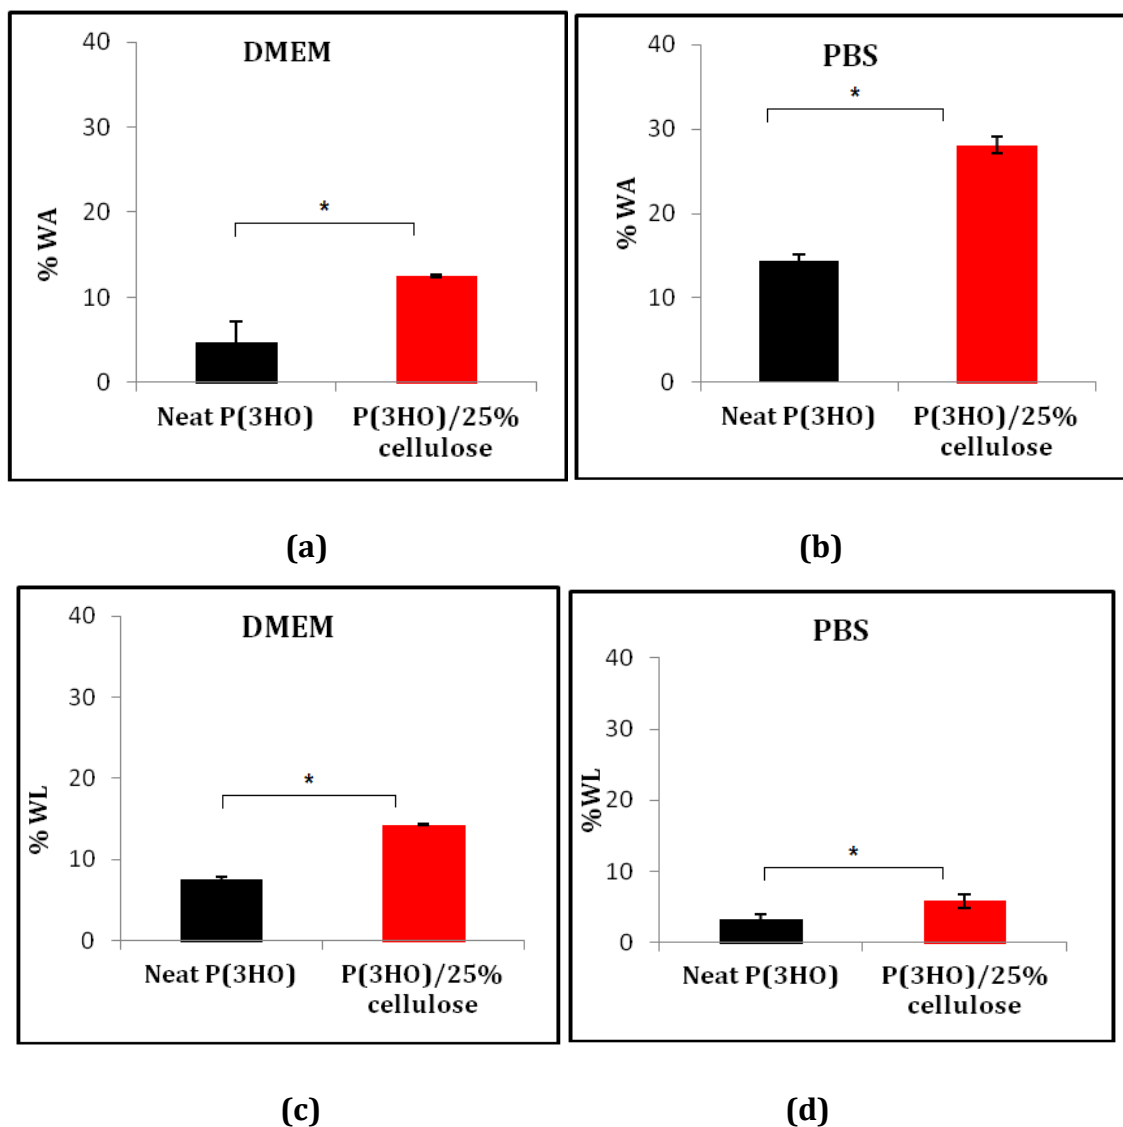 DMEM
40
30
20
10
0
% WA
*
Neat P(3HO)
P(3HO)/25%
cellulose
(a)
PBS
40
30
20
10
0
% WA
*
Neat P(3HO)
P(3HO)/25%
cellulose
(b)
DMEM
40
30
20
10
0
% WL
*
Neat P(3HO)
P(3HO)/25%
cellulose
(c)
PBS
40
30
20
10
0
%WL
*
Neat P(3HO)
P(3HO)/25%
cellulose
(d)